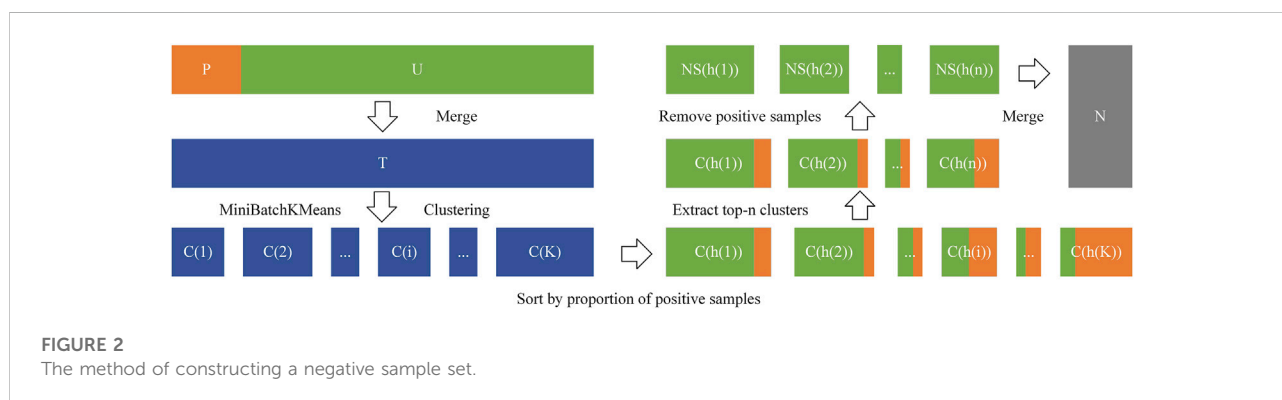 P U
Merge
T
MiniBatchKMeans Clustering
C(1) C(2) ... C(i) ... C(K)
Sort by proportion of positive samples
C(h(1)) C(h(2)) ... C(h(i)) ... C(h(K))
Extract top-n clusters
C(h(1)) C(h(2)) ... C(h(n))
Remove positive samples
NS(h(1)) NS(h(2)) ... NS(h(n))
Merge
N
FIGURE 2
The method of constructing a negative sample set.